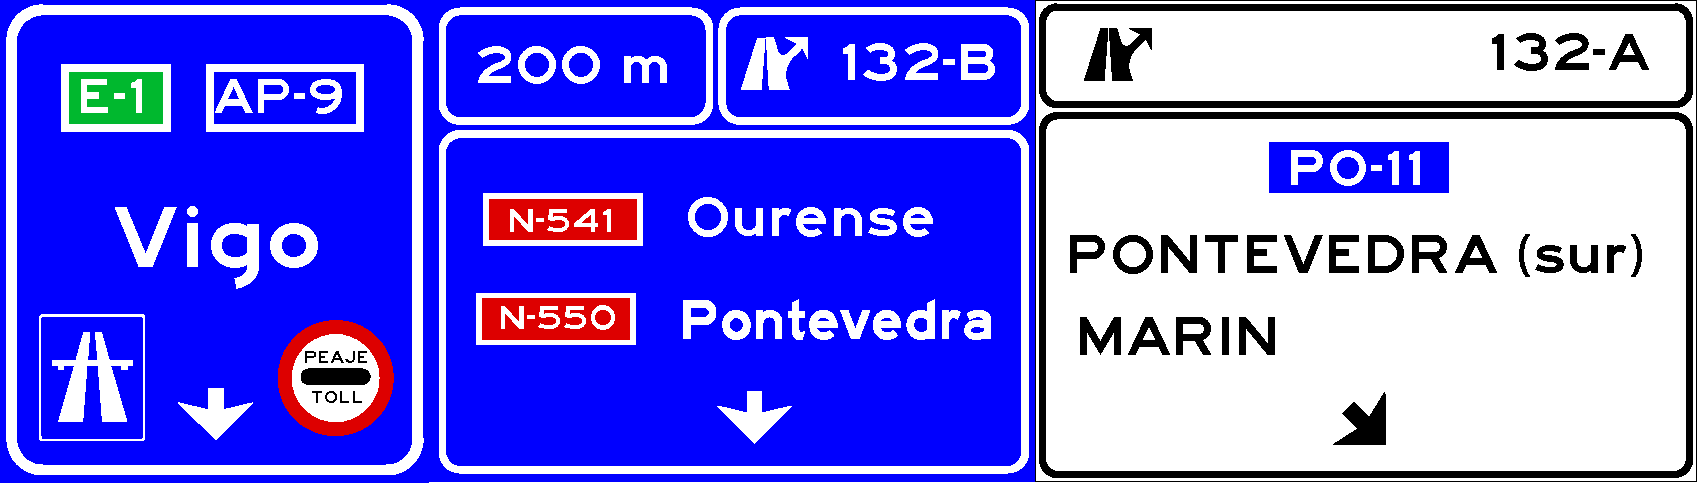 E-1 AP-9
Vigo
PEAJE
TOLL
200 m
132-B
N-541 Ourense
N-550 Pontevedra
132-A
PO-11
PONTEVEDRA (sur)
MARIN